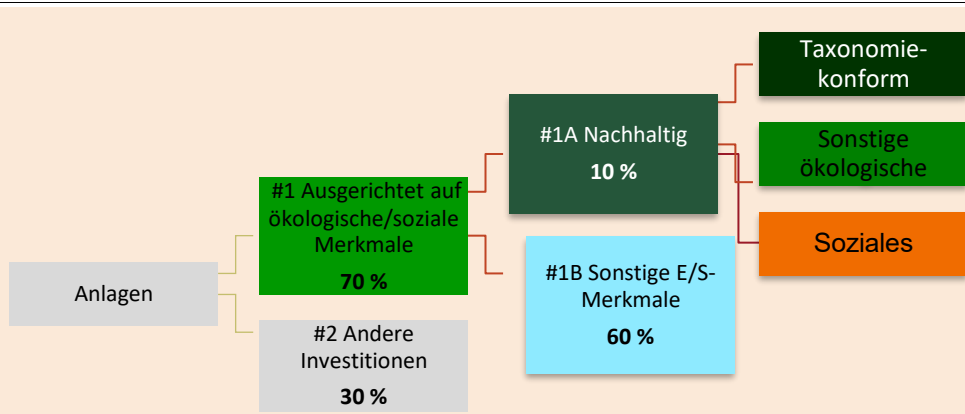 Anlagen
#1 Ausgerichtet auf
ökologische/soziale
Merkmale
70 %
#2 Andere
Investitionen
30 %
#1A Nachhaltig
10 %
#1B Sonstige E/S-
Merkmale
60 %
Taxonomie-
konform
Sonstige
ökologische
Soziales